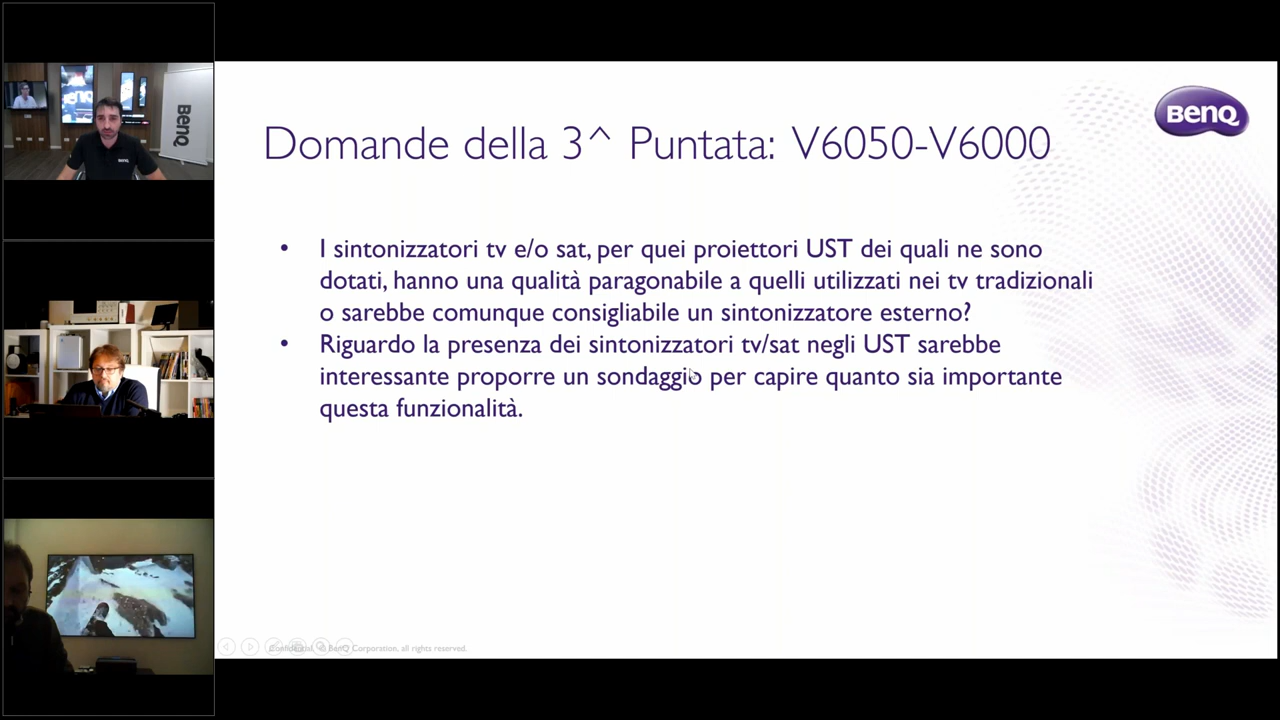 BenQ
Domande della 3^ Puntata: V6050-V6000
• I sintonizzatori tv e/o sat, per quei proiettori UST dei quali ne sono
dotati, hanno una qualità paragonabile a quelli utilizzati nei tv tradizionali
o sarebbe comunque consigliabile un sintonizzatore esterno?
• Riguardo la presenza dei sintonizzatori tv/sat negli UST sarebbe
interessante proporre un sondaggio per capire quanto sia importante
questa funzionalità.
Confidential. © BenQ Corporation, all rights reserved.
BenQ
BenQ